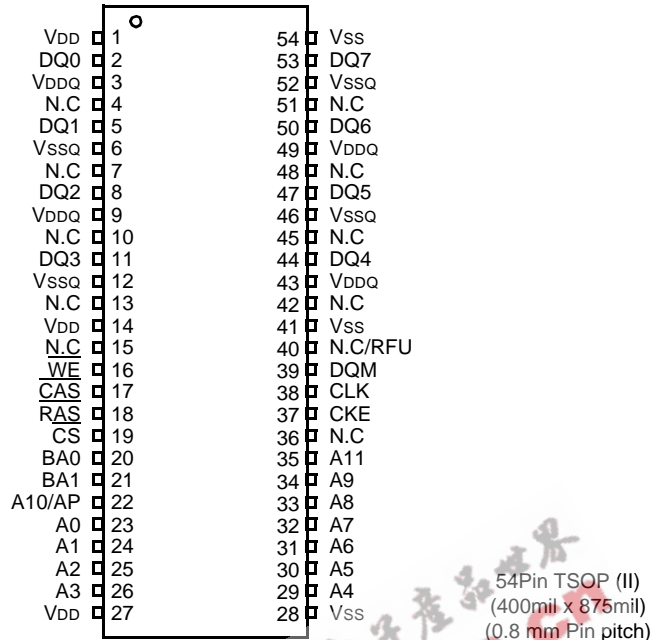 VDD 1 54 VSS
DQ0 2 53 DQ7
VDDQ 3 52 VSSQ
N.C 4 51 N.C
DQ1 5 50 DQ6
VSSQ 6 49 VDDQ
N.C 7 48 N.C
DQ2 8 47 DQ5
VDDQ 9 46 VSSQ
N.C 10 45 N.C
DQ3 11 44 DQ4
VSSQ 12 43 VDDQ
N.C 13 42 N.C
VDD 14 41 VSS
N.C 15 40 N.C/RFU
WE 16 39 DQM
CAS 17 38 CLK
RAS 18 37 CKE
CS 19 36 N.C
BA0 20 35 A11
BA1 21 34 A9
A10/AP 22 33 A8
A0 23 32 A7
A1 24 31 A6
A2 25 30 A5
A3 26 29 A4
VDD 27 28 VSS
54Pin TSOP (II)
(400mil x 875mil)
(0.8 mm Pin pitch)